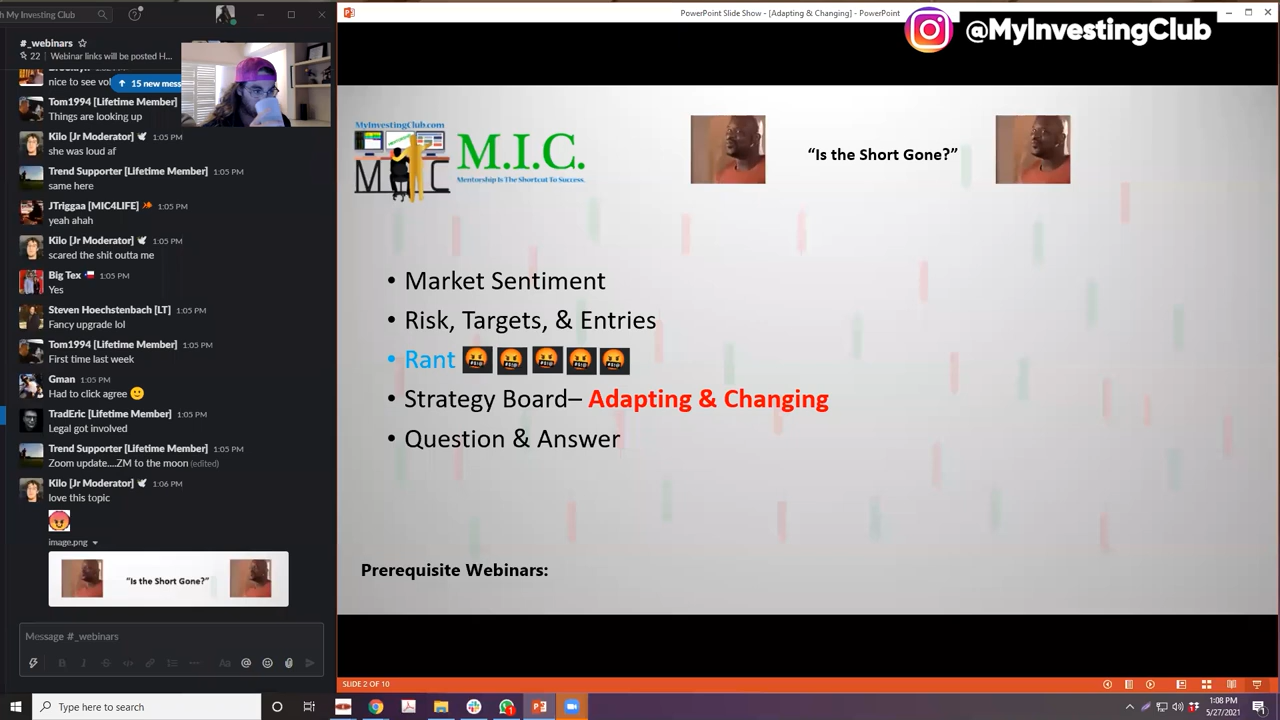 h My Investing Club
PowerPoint Slide Show - [Adapting & Changing] - PowerPoint
@MyInvestingClub
#_webinars
22 Webinar links will be posted H...
nice to see you
15 new mess
Tom1994 [Lifetime Member]
Things are looking up
Kilo [Jr Moderator] 1:05 PM
she was loud af
Trend Supporter [Lifetime Member] 1:05 PM
same here
JTriggaa [MIC4LIFE] 1:05 PM
yeah ahah
Kilo [Jr Moderator] 1:05 PM
scared the shit outta me
Big Tex 1:05 PM
Yes
Steven Hoechstenbach [LT] 1:05 PM
Fancy upgrade lol
Tom1994 [Lifetime Member] 1:05 PM
First time last week
Gman 1:05 PM
Had to click agree
TradEric [Lifetime Member] 1:05 PM
Legal got involved
Trend Supporter [Lifetime Member] 1:05 PM
Zoom update....ZM to the moon (edited)
Kilo [Jr Moderator] 1:06 PM
love this topic
image.png
"Is the Short Gone?"
Message #_webinars
MyInvestingClub.com
MIC
M.I.C.
Mentorship Is The Shortcut To Success.
“Is the Short Gone?”
• Market Sentiment
• Risk, Targets, & Entries
• Rant
• Strategy Board– Adapting & Changing
• Question & Answer
Prerequisite Webinars:
SLIDE 2 OF 10
Type here to search
1:08 PM
5/27/2021